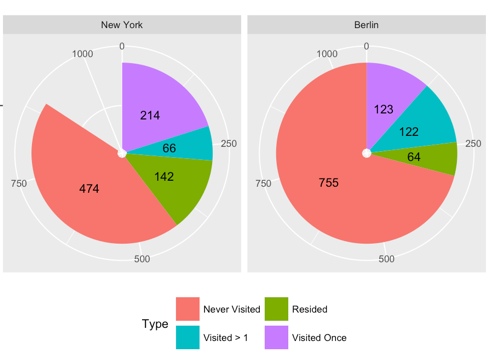 New York
Berlin
0
1000
250
750
500
214
66
142
474
0
1000
250
750
500
123
122
64
755
Type
Never Visited
Resided
Visited > 1
Visited Once